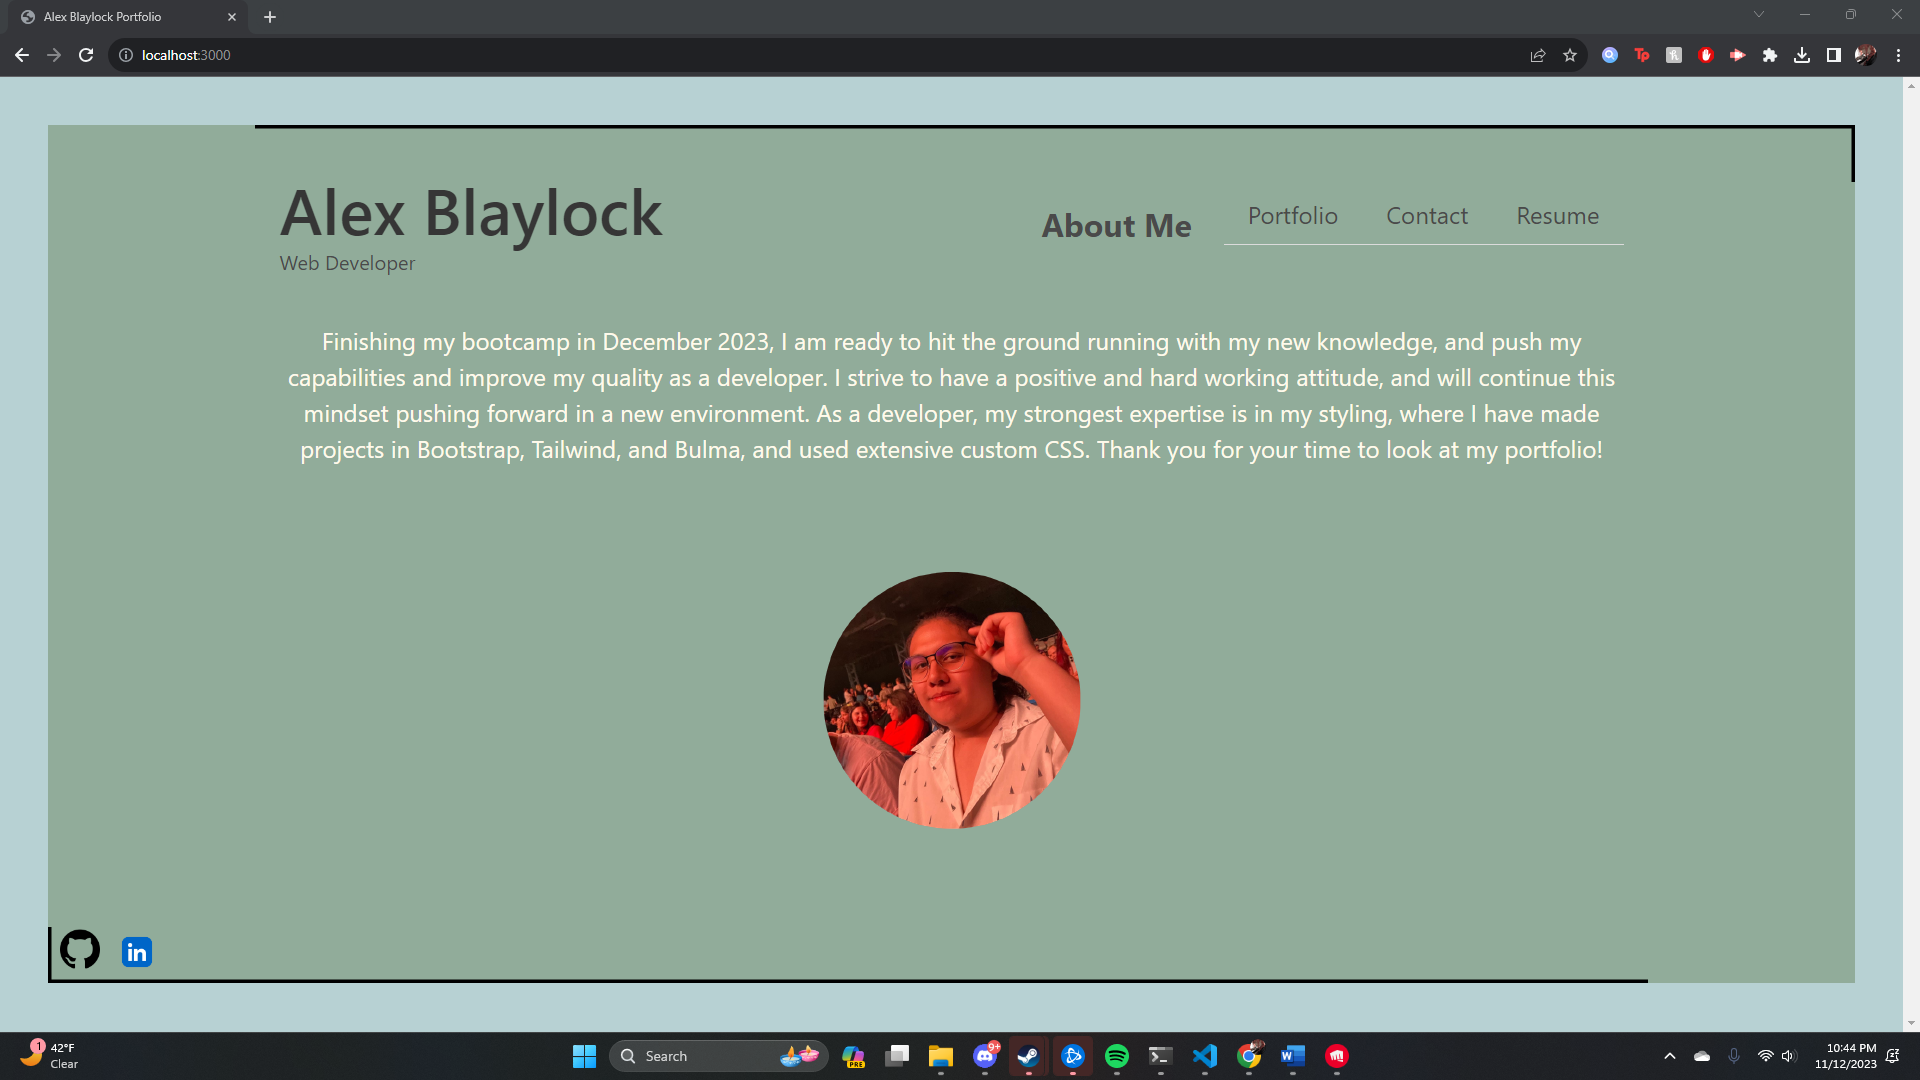 Alex Blaylock Portfolio
localhost:3000
Tp
Alex Blaylock
Web Developer
About Me
Portfolio
Contact
Resume
Finishing my bootcamp in December 2023, I am ready to hit the ground running with my new knowledge, and push my
capabilities and improve my quality as a developer. I strive to have a positive and hard working attitude, and will continue this
mindset pushing forward in a new environment. As a developer, my strongest expertise is in my styling, where I have made
projects in Bootstrap, Tailwind, and Bulma, and used extensive custom CSS. Thank you for your time to look at my portfolio!
in
1
42°F
Clear
Search
PRE
9+
W
10:44 PM
11/12/2023